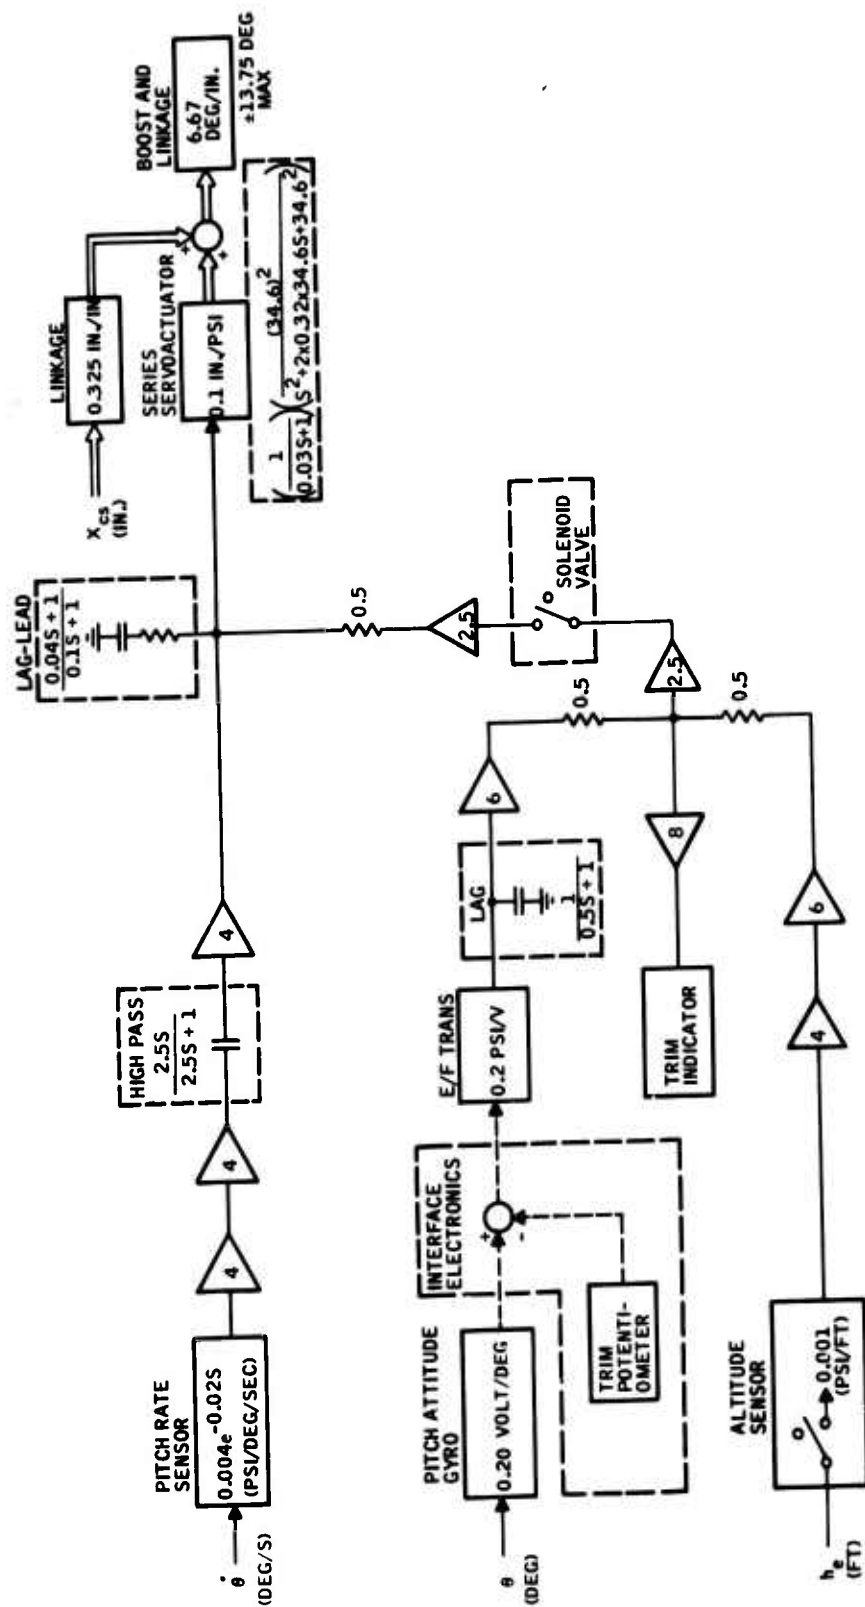 PITCH RATE
SENSOR
0.004e^-0.02S
(PSI/DEG/SEC)
θ̇
(DEG/S)
4
4
HIGH PASS
2.5S
2.5S + 1
4
LAG-LEAD
0.04S + 1
0.1S + 1
X_cs
(IN.)
LINKAGE
0.325 IN./IN
SERIES
SERVOACTUATOR
0.1 IN./PSI
+
+
BOOST AND
LINKAGE
6.67
DEG/IN.
±13.75 DEG
MAX
(1 / 0.03S+1)((34.6)^2 / S^2+2x0.32x34.6S+34.6^2)
0.5
2.5
SOLENOID
VALVE
2.5
PITCH ATTITUDE
GYRO
θ
(DEG)
0.20 VOLT/DEG
INTERFACE
ELECTRONICS
+
-
TRIM
POTENTI-
OMETER
E/F TRANS
0.2 PSI/V
LAG
1
0.5S + 1
6
0.5
8
TRIM
INDICATOR
0.5
ALTITUDE
SENSOR
h_e
(FT)
0.001
(PSI/FT)
4
6